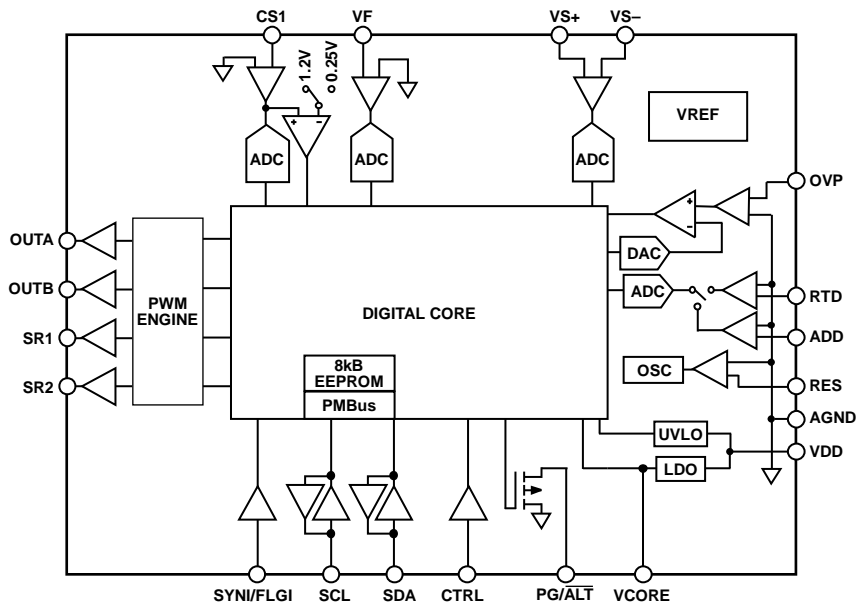 CS1
VF
VS+
VS–
1.2V
0.25V
VREF
+
–
ADC
ADC
ADC
OVP
+
–
OUTA
DAC
OUTB
PWM
ENGINE
ADC
RTD
DIGITAL CORE
SR1
ADD
8kB
EEPROM
OSC
SR2
RES
PMBus
AGND
UVLO
VDD
LDO
SYNI/FLGI
SCL
SDA
CTRL
PG/ALT
VCORE